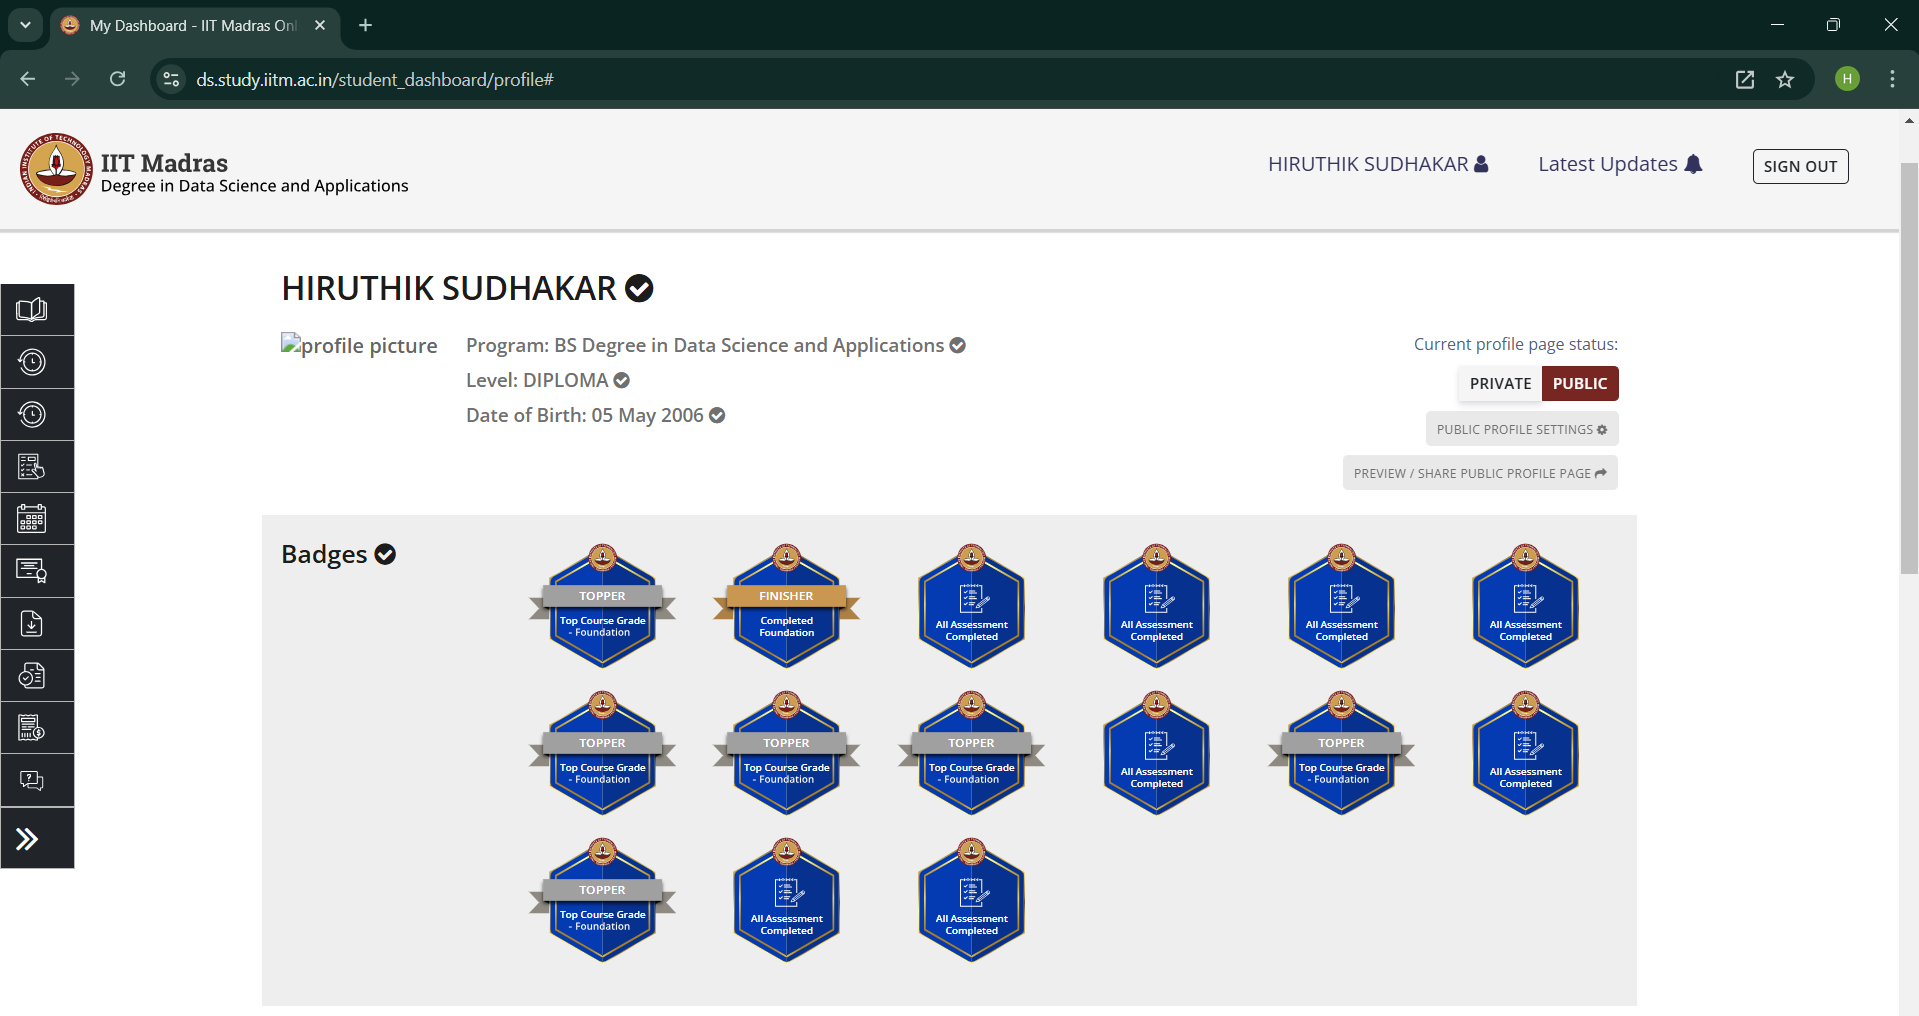 My Dashboard - IIT Madras Onl
ds.study.iitm.ac.in/student_dashboard/profile#
H
IIT Madras
Degree in Data Science and Applications
HIRUTHIK SUDHAKAR
Latest Updates
SIGN OUT
HIRUTHIK SUDHAKAR
profile picture
Program: BS Degree in Data Science and Applications
Level: DIPLOMA
Date of Birth: 05 May 2006
Current profile page status:
PRIVATE PUBLIC
PUBLIC PROFILE SETTINGS
PREVIEW / SHARE PUBLIC PROFILE PAGE
Badges
TOPPER
Top Course Grade
- Foundation
FINISHER
Completed
Foundation
All Assessment
Completed
All Assessment
Completed
All Assessment
Completed
All Assessment
Completed
TOPPER
Top Course Grade
- Foundation
TOPPER
Top Course Grade
- Foundation
TOPPER
Top Course Grade
- Foundation
All Assessment
Completed
TOPPER
Top Course Grade
- Foundation
All Assessment
Completed
TOPPER
Top Course Grade
- Foundation
All Assessment
Completed
All Assessment
Completed